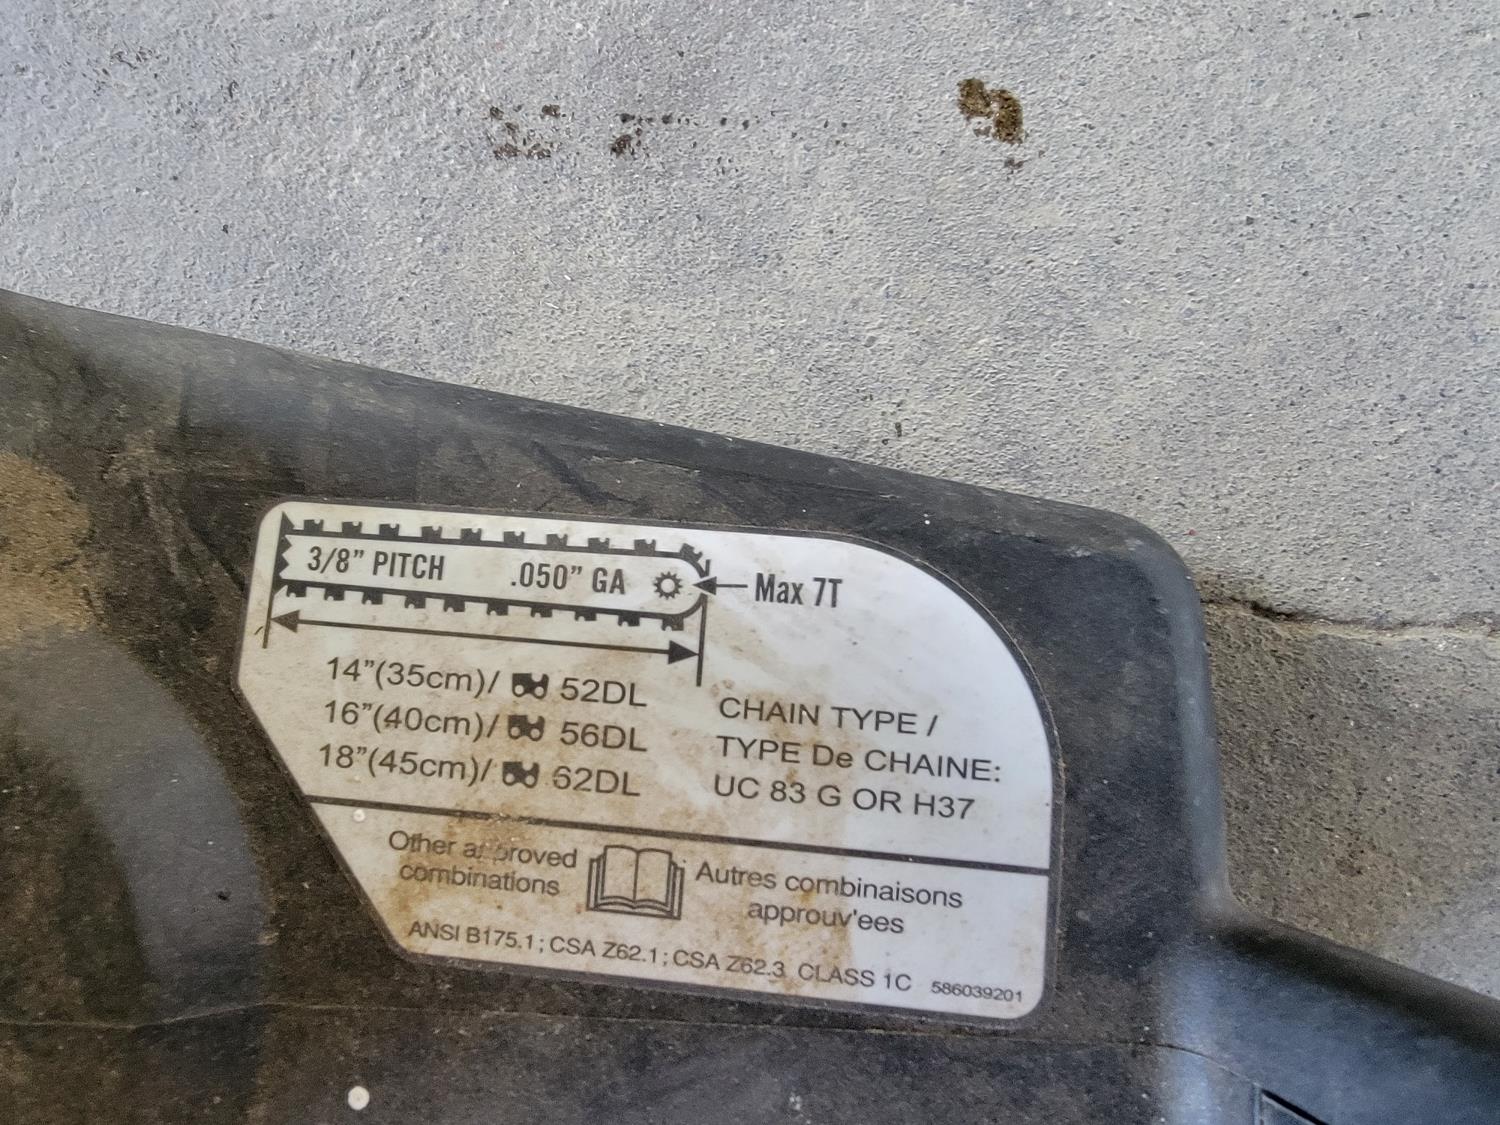 3/8" PITCH .050" GA Max 7T
14"(35cm)/ 52DL
16"(40cm)/ 56DL
18"(45cm)/ 62DL
CHAIN TYPE /
TYPE De CHAINE:
UC 83 G OR H37
Other approved
combinations
Autres combinaisons
approuv'ees
ANSI B175.1; CSA Z62.1; CSA Z62.3 CLASS 1C 586039201